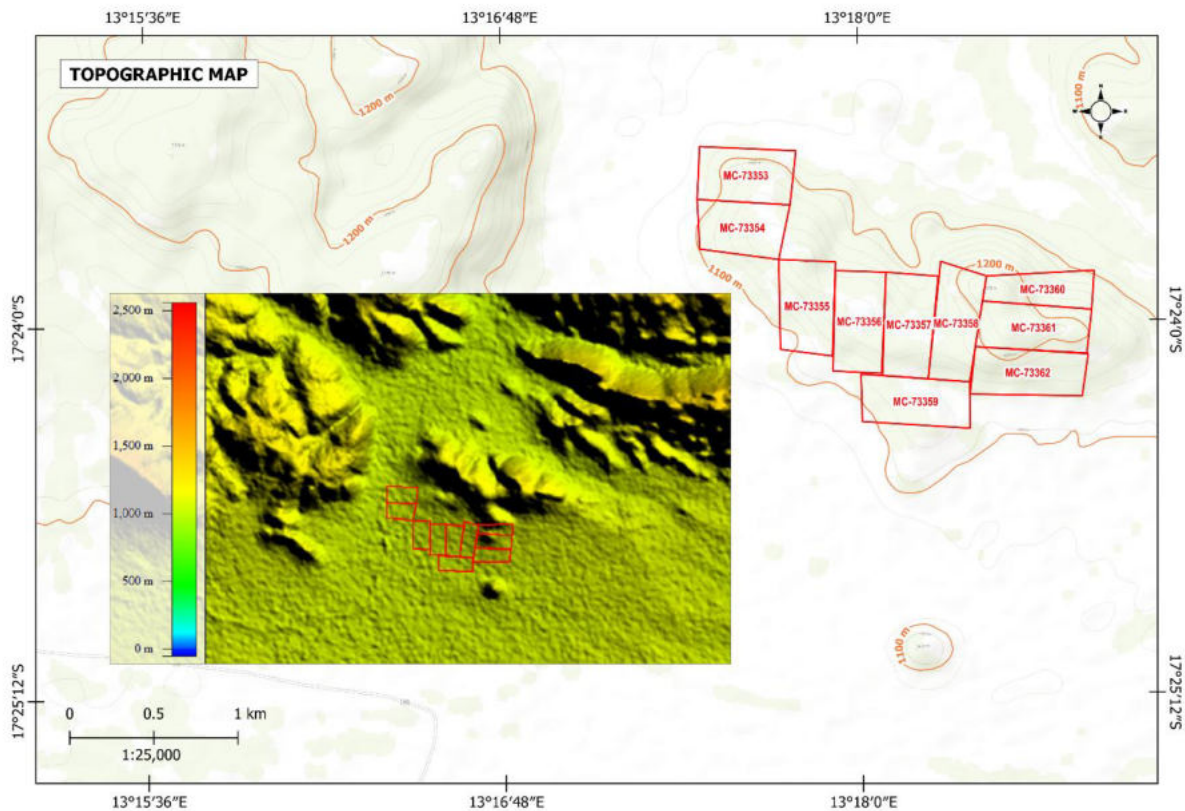 13°15'36"E
13°16'48"E
13°18'0"E
TOPOGRAPHIC MAP
1200 m
1100 m
MC-73353
MC-73354
1200 m
1100 m
1200 m
MC-73360
MC-73355
MC-73356
MC-73357
MC-73358
MC-73361
MC-73362
MC-73359
17°24'0"S
17°24'0"S
2,500 m
2,000 m
1,500 m
1,000 m
500 m
0 m
1100 m
17°25'12"S
17°25'12"S
0 0.5 1 km
1:25,000
13°15'36"E
13°16'48"E
13°18'0"E